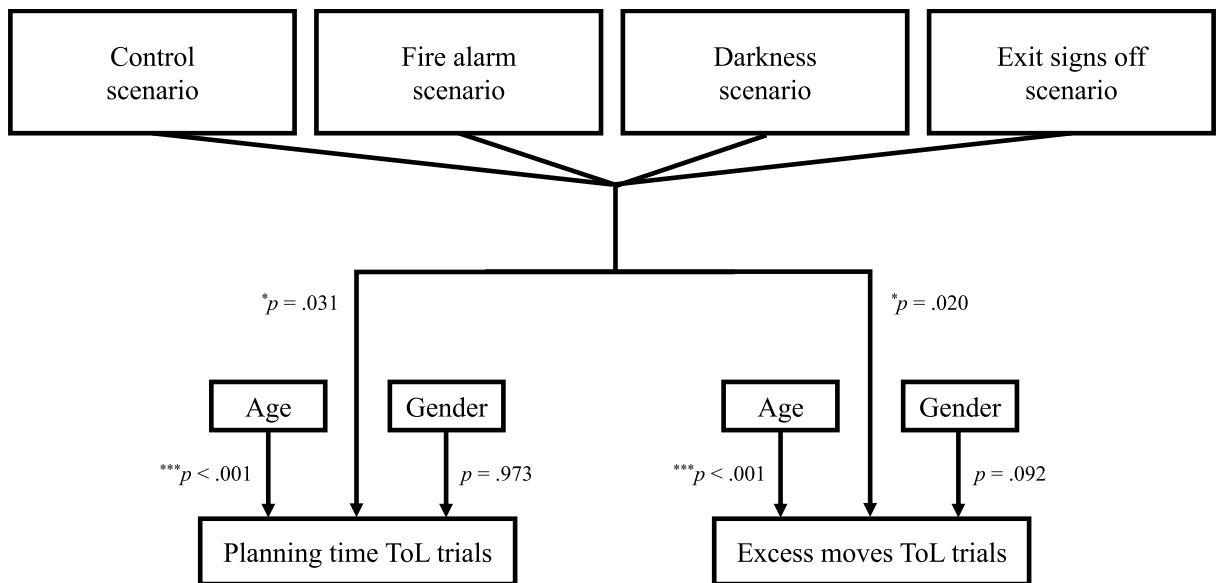 Control
scenario
Fire alarm
scenario
Darkness
scenario
Exit signs off
scenario
*p = .031
*p = .020
Age
Gender
Age
Gender
***p < .001
p = .973
***p < .001
p = .092
Planning time ToL trials
Excess moves ToL trials